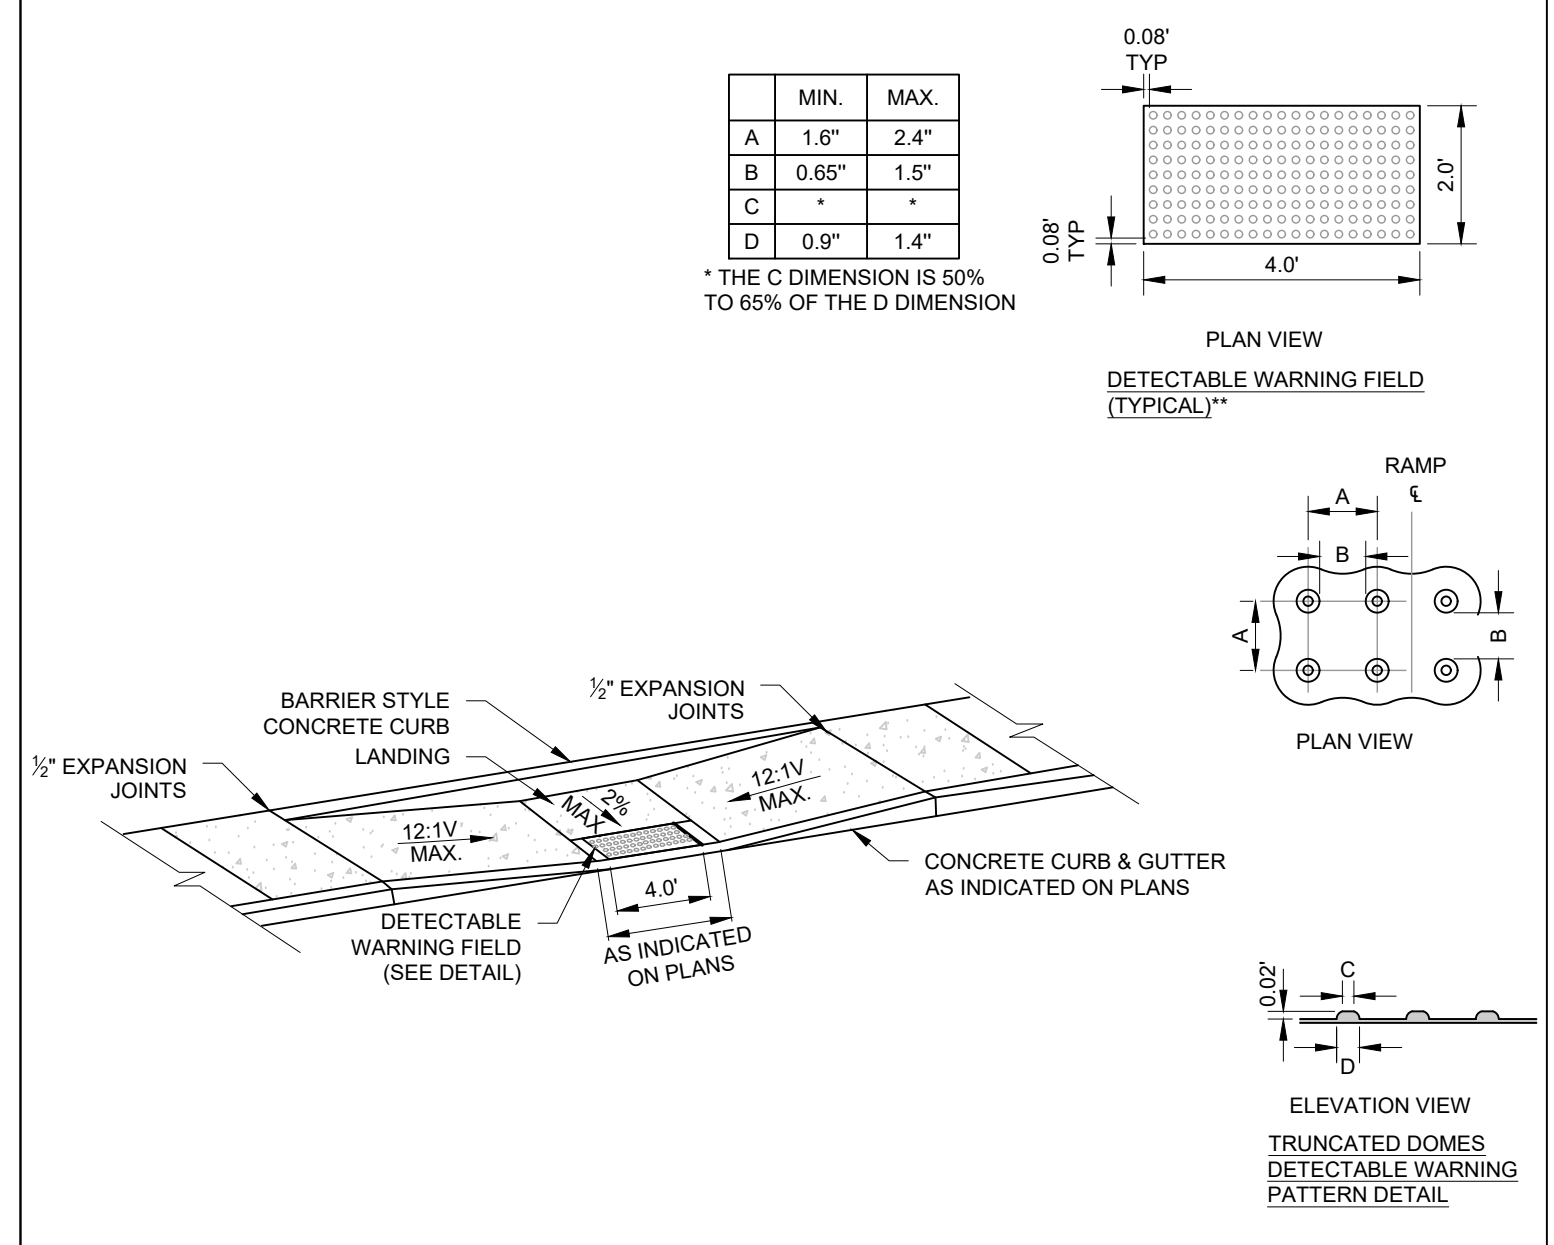 MIN. MAX.
A 1.6" 2.4"
B 0.65" 1.5"
C * *
D 0.9" 1.4"
* THE C DIMENSION IS 50%
TO 65% OF THE D DIMENSION
0.08'
TYP
2.0'
0.08'
TYP
4.0'
PLAN VIEW
DETECTABLE WARNING FIELD
(TYPICAL)**
RAMP
℄
A
B
A
B
PLAN VIEW
BARRIER STYLE
CONCRETE CURB
LANDING
½" EXPANSION
JOINTS
½" EXPANSION
JOINTS
12:1V
MAX.
2%
MAX
12:1V
MAX.
CONCRETE CURB & GUTTER
AS INDICATED ON PLANS
4.0'
AS INDICATED
ON PLANS
DETECTABLE
WARNING FIELD
(SEE DETAIL)
0.02'
C
D
ELEVATION VIEW
TRUNCATED DOMES
DETECTABLE WARNING
PATTERN DETAIL